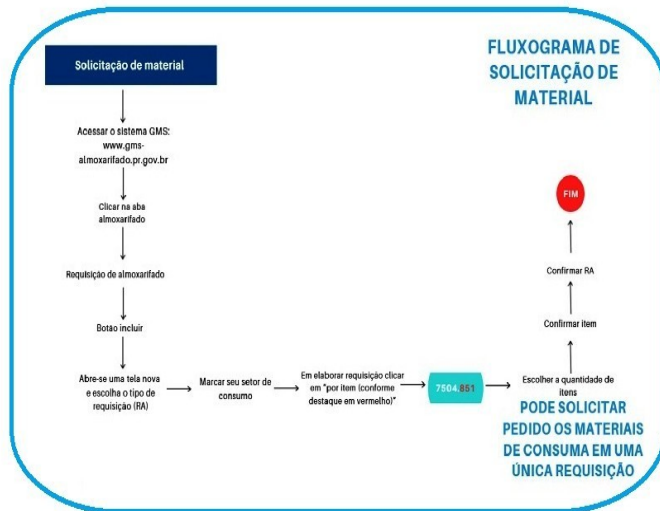 FLUXOGRAMA DE
SOLICITAÇÃO DE
MATERIAL
Solicitação de material
Acessar o sistema GMS:
www.gms-
almoxarifado.pr.gov.br
Clicar na aba
almoxarifado
Requisição de almoxarifado
Botão incluir
Abre-se uma tela nova
e escolha o tipo de
requisição (RA)
Marcar seu setor de
consumo
Em elaborar requisição clicar
em "por item (conforme
destaque em vermelho)"
7504.851
Escolher a quantidade de
itens
PODE SOLICITAR
PEDIDO OS MATERIAIS
DE CONSUMA EM UMA
ÚNICA REQUISIÇÃO
Confirmar item
Confirmar RA
FIM